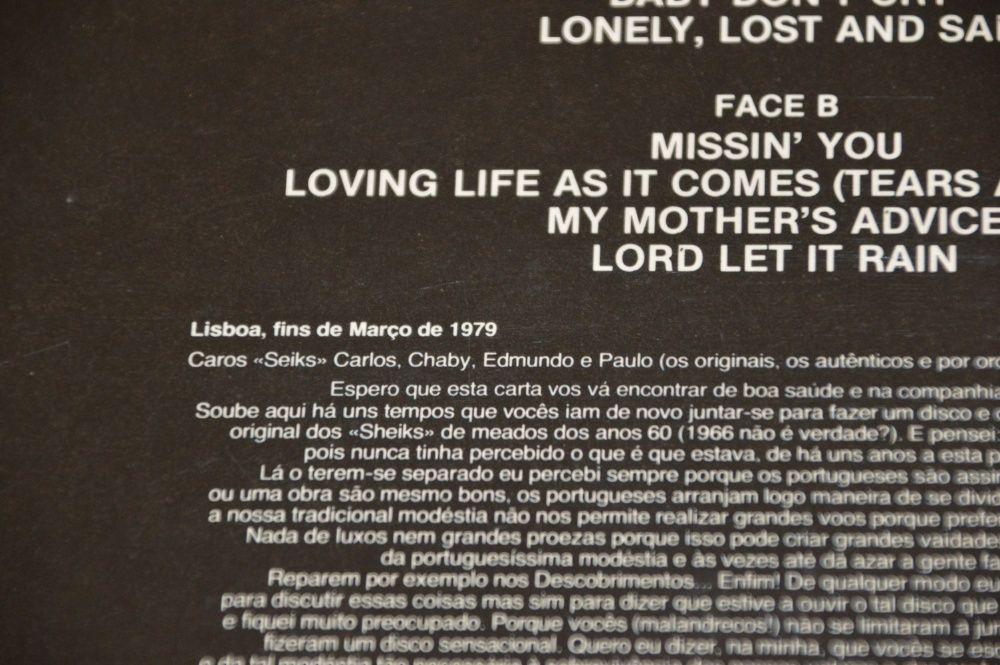 BABY DON'T CRY
LONELY, LOST AND SA
FACE B
MISSIN' YOU
LOVING LIFE AS IT COMES (TEARS
MY MOTHER'S ADVICE
LORD LET IT RAIN
Lisboa, fins de Março de 1979
Caros «Seiks» Carlos, Chaby, Edmundo e Paulo (os originais, os autênticos e por
Espero que esta carta vos vá encontrar de boa saúde e na companhia
Soube aqui há uns tempos que vocês iam de novo juntar-se para fazer um disco e
original dos «Sheiks» de meados dos anos 60 (1966 não é verdade?). E pensei
pois nunca tinha percebido o que é que estava, de há uns anos a esta
Lá o terem-se separado eu percebi sempre porque os portugueses são
ou uma obra são mesmo bons, os portugueses arranjam logo maneira de se
a nossa tradicional modéstia não nos permite realizar grandes voos porque
Nada de luxos nem grandes proezas porque isso pode criar grandes
da portuguesíssima modéstia e às vezes até dá azar a gente
Reparem por exemplo nos Descobrimentos... Enfim! De qualquer modo
para discutir essas coisas mas sim para dizer que estive a ouvir o tal disco que
e fiquei muito preocupado. Porque vocês (malandrecos!) não se limitaram a
fizeram um disco sensacional. Quero eu dizer, na minha, que vocês se